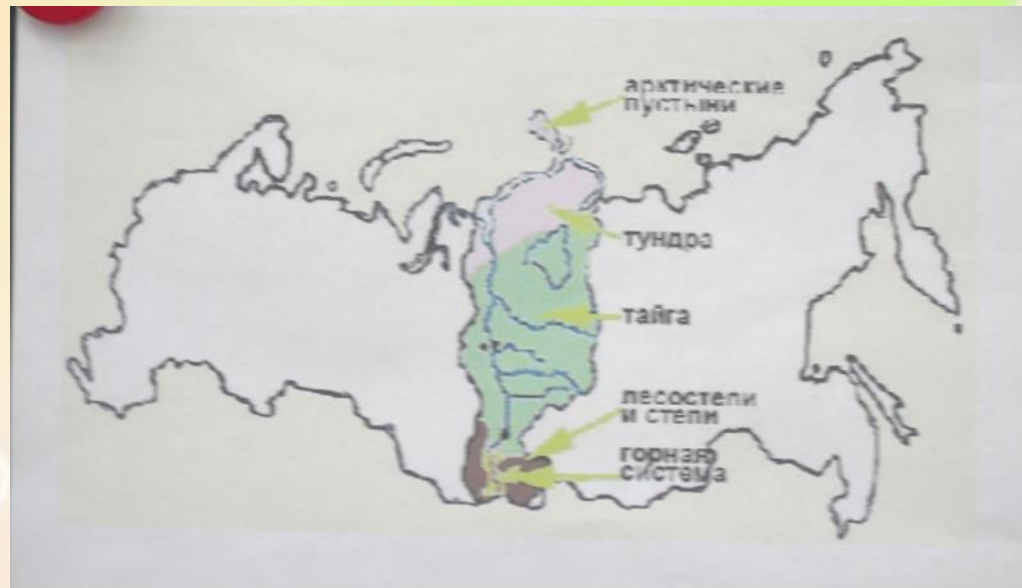 арктические
пустыни
тундра
тайга
лесостепи
и степи
горная
система